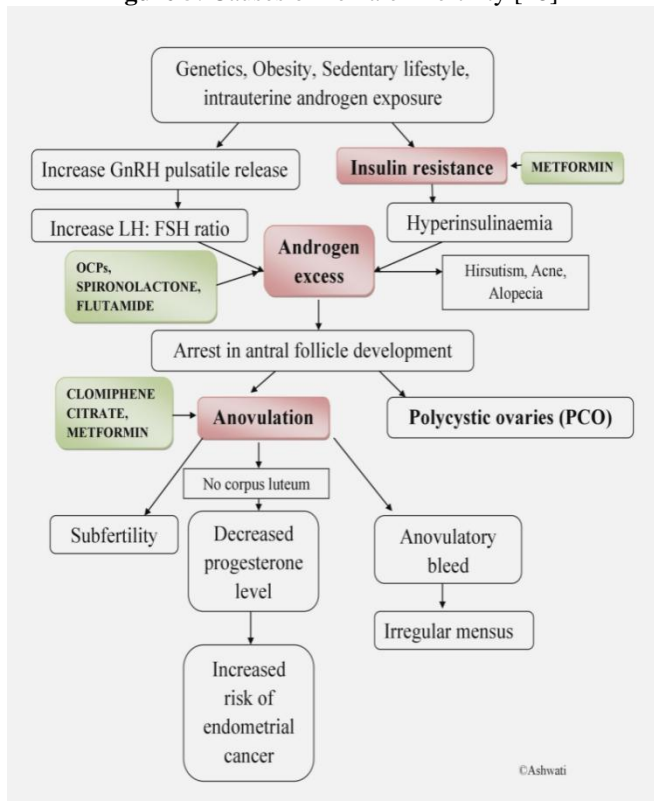 Genetics, Obesity, Sedentary lifestyle,
intrauterine androgen exposure
Increase GnRH pulsatile release
Insulin resistance
METFORMIN
Increase LH: FSH ratio
Hyperinsulinaemia
Androgen
excess
OCPs,
SPIRONOLACTONE,
FLUTAMIDE
Hirsutism, Acne,
Alopecia
Arrest in antral follicle development
CLOMIPHENE
CITRATE,
METFORMIN
Anovulation
Polycystic ovaries (PCO)
No corpus luteum
Subfertility
Decreased
progesterone
level
Anovulatory
bleed
Irregular mensus
Increased
risk of
endometrial
cancer
©Ashwati